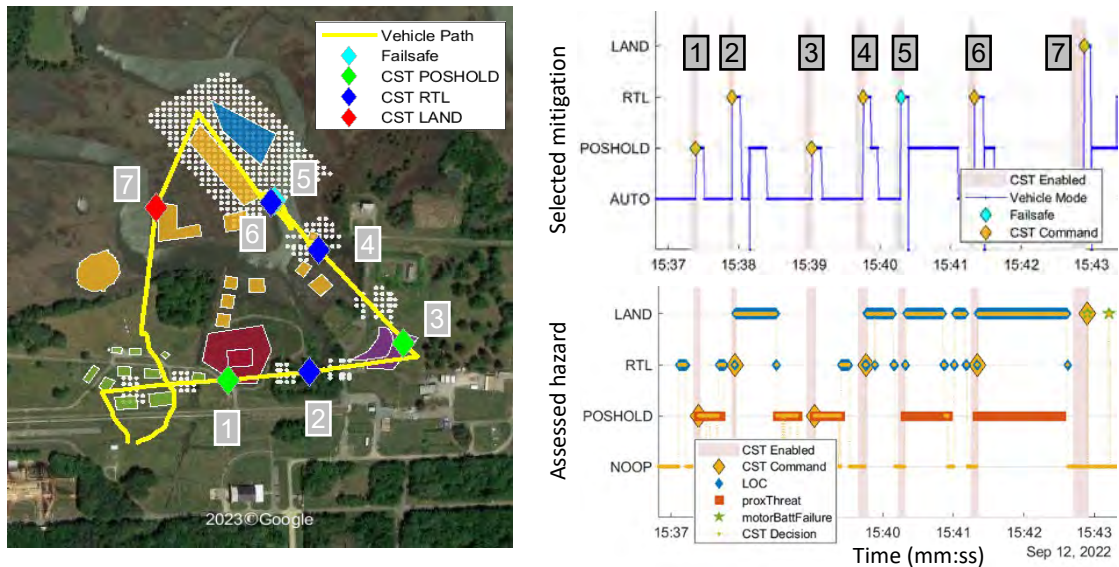 Vehicle Path
Failsafe
CST POSHOLD
CST RTL
CST LAND
7
5
6
4
3
1
2
2023©Google
Selected mitigation
LAND
RTL
POSHOLD
AUTO
1
2
3
4
5
6
7
CST Enabled
Vehicle Mode
Failsafe
CST Command
15:37
15:38
15:39
15:40
15:41
15:42
15:43
Assessed hazard
LAND
RTL
POSHOLD
NOOP
CST Enabled
CST Command
LOC
proxThreat
motorBattFailure
CST Decision
15:37
15:40
15:41
15:42
15:43
Time (mm:ss)
Sep 12, 2022